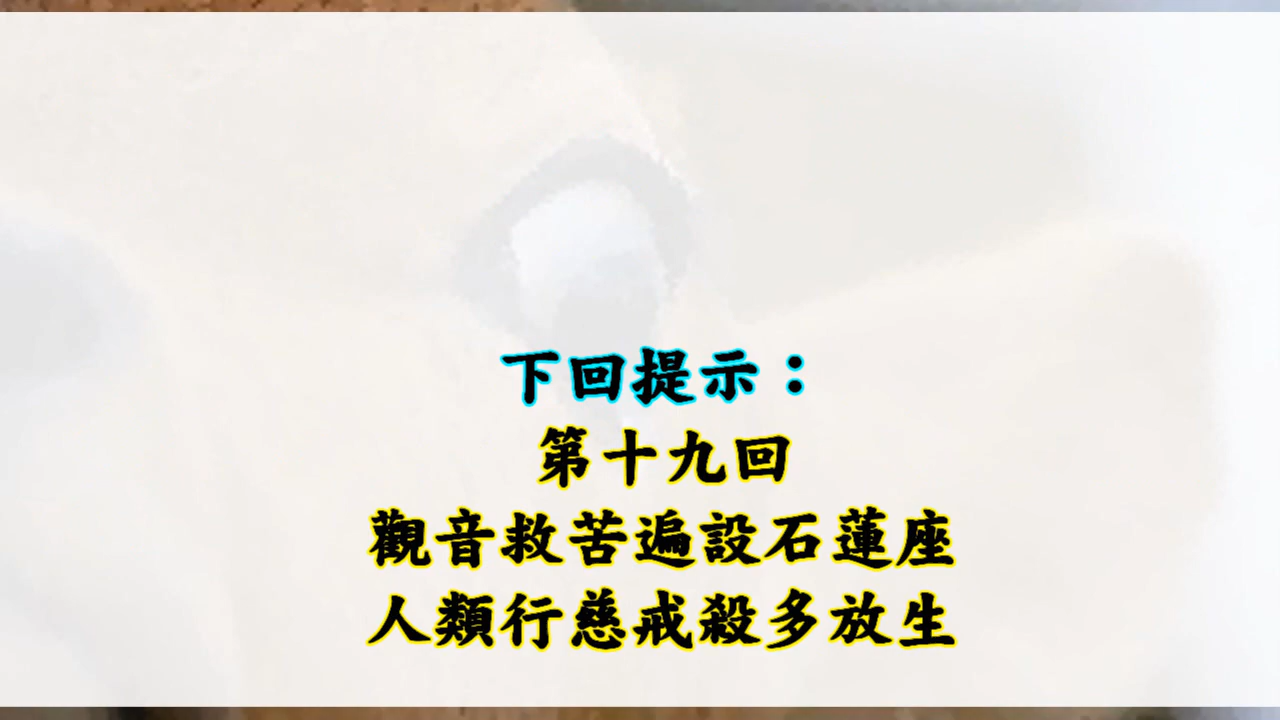 下回提示：
第十九回
觀音救苦遍設石蓮座
人類行慈戒殺多放生